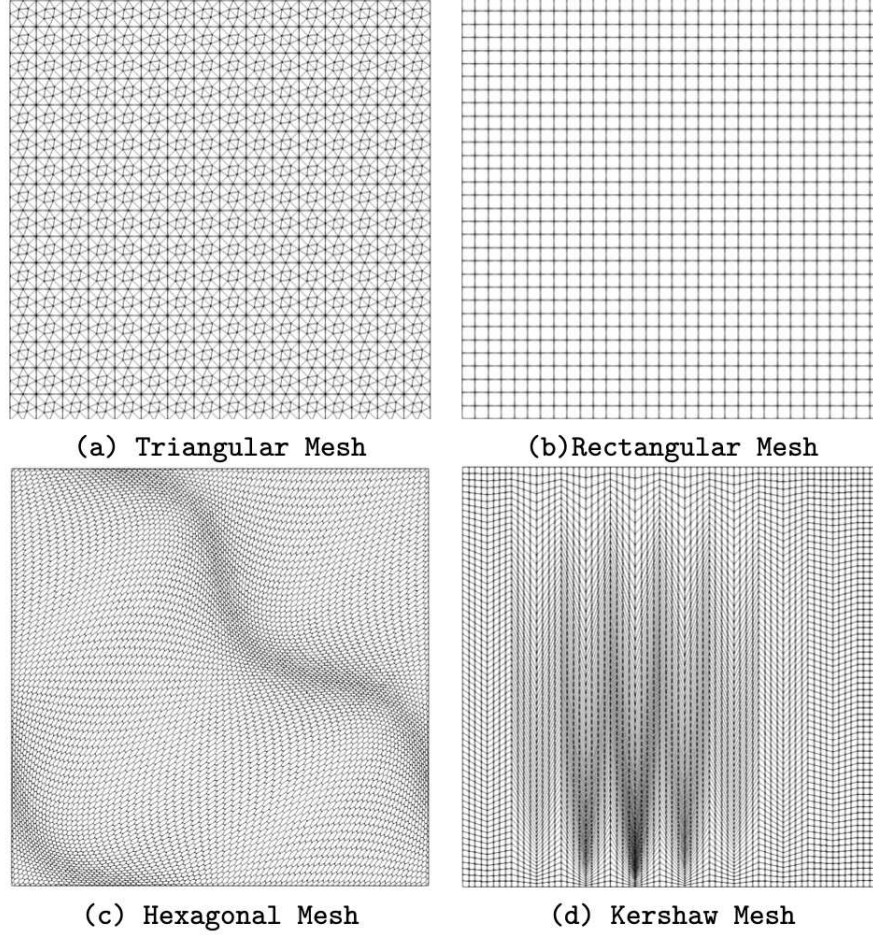 (a) Triangular Mesh
(b)Rectangular Mesh
(c) Hexagonal Mesh
(d) Kershaw Mesh